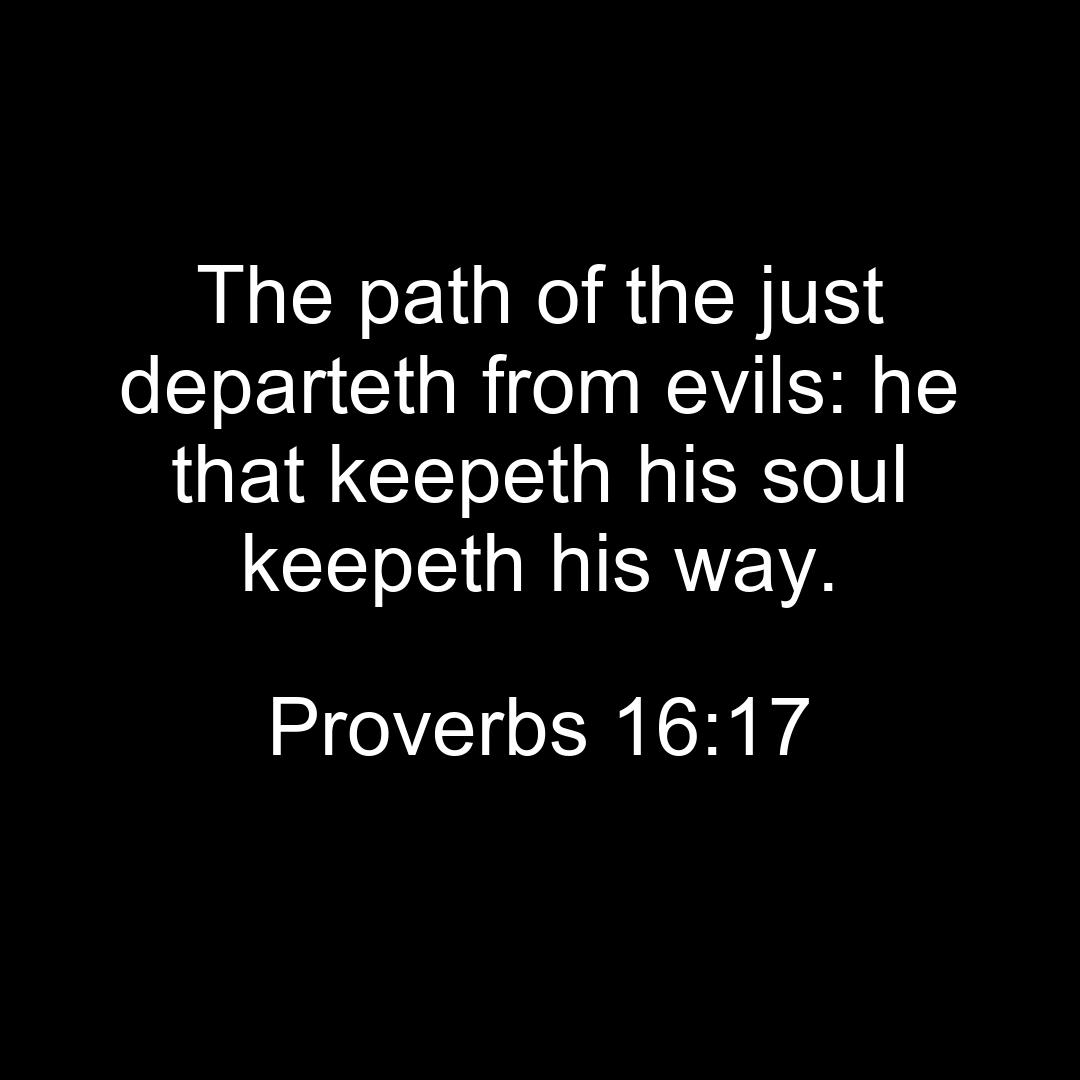 The path of the just
departeth from evils: he
that keepeth his soul
keepeth his way.
Proverbs 16:17